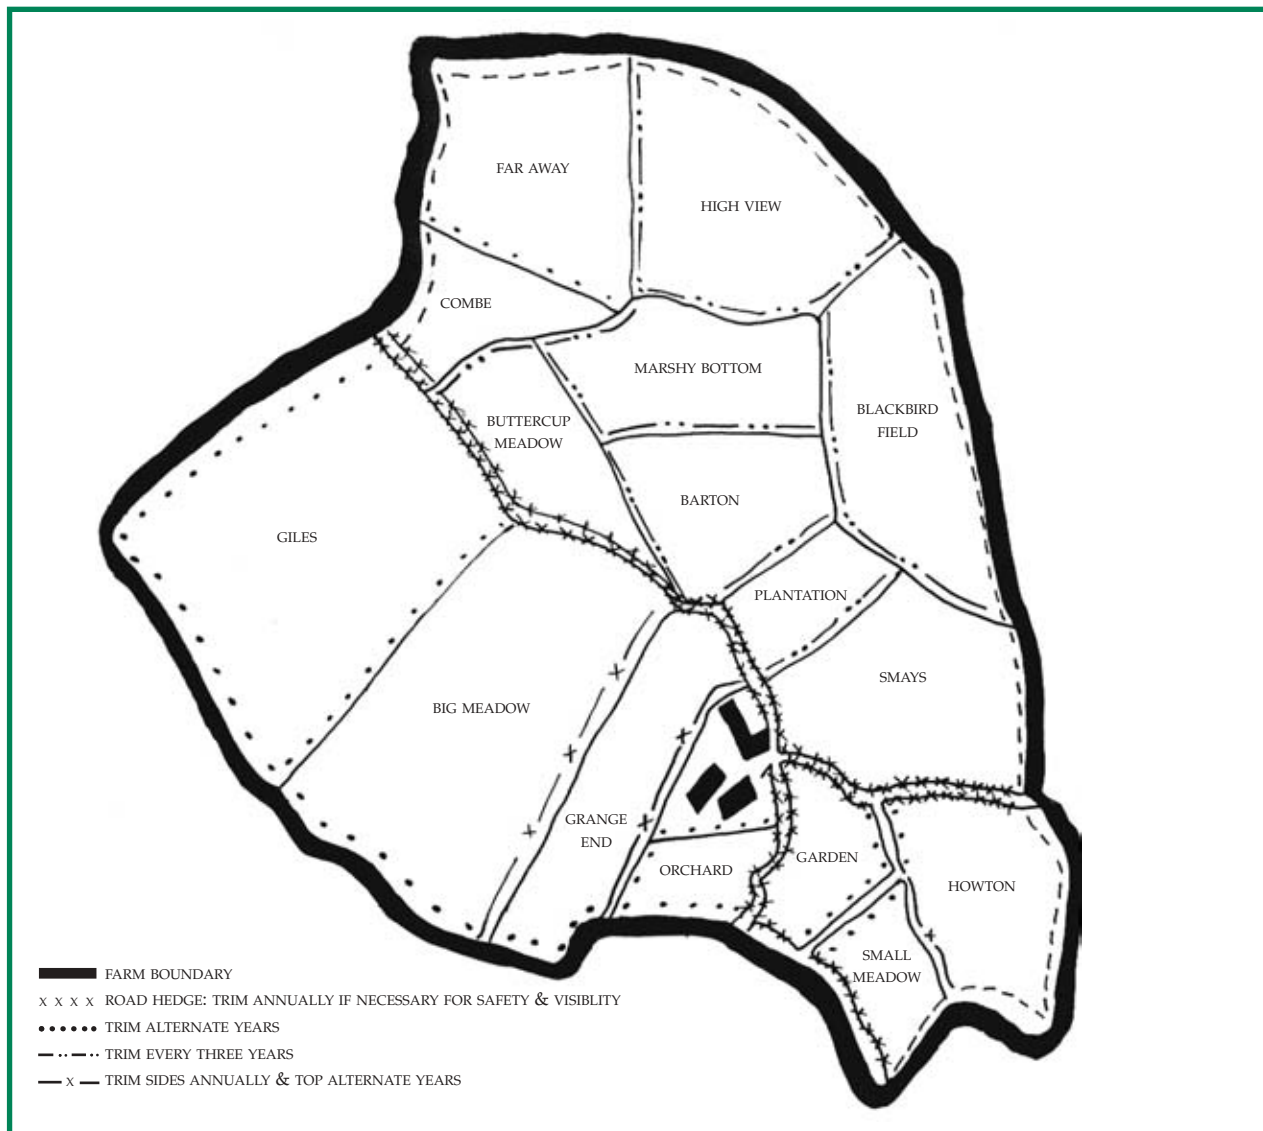 FAR AWAY
HIGH VIEW
COMBE
MARSHY BOTTOM
BUTTERCUP
MEADOW
BLACKBIRD
FIELD
BARTON
GILES
PLANTATION
SMAYS
BIG MEADOW
GRANGE
END
GARDEN
ORCHARD
HOWTON
SMALL
MEADOW
FARM BOUNDARY
x x x x ROAD HEDGE: TRIM ANNUALLY IF NECESSARY FOR SAFETY & VISIBLITY
TRIM ALTERNATE YEARS
TRIM EVERY THREE YEARS
x TRIM SIDES ANNUALLY & TOP ALTERNATE YEARS